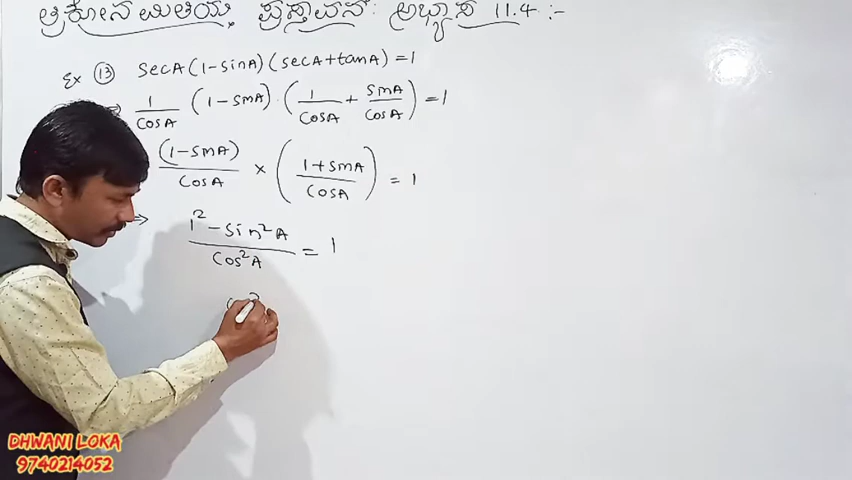 ತ್ರಿಕೋನಮಿತಿಯ ಪ್ರಸ್ತಾವನೆ: ಅಭ್ಯಾಸ 11.4 :-
Ex (13) secA (1-sinA) (secA+tanA) = 1
⇒ 1/CosA (1-sinA) · (1/CosA + sinA/CosA) = 1
(1-sinA)/CosA × ((1+sinA)/CosA) = 1
⇒ 1² - sin²A / Cos²A = 1
DHWANI LOKA
9740214052